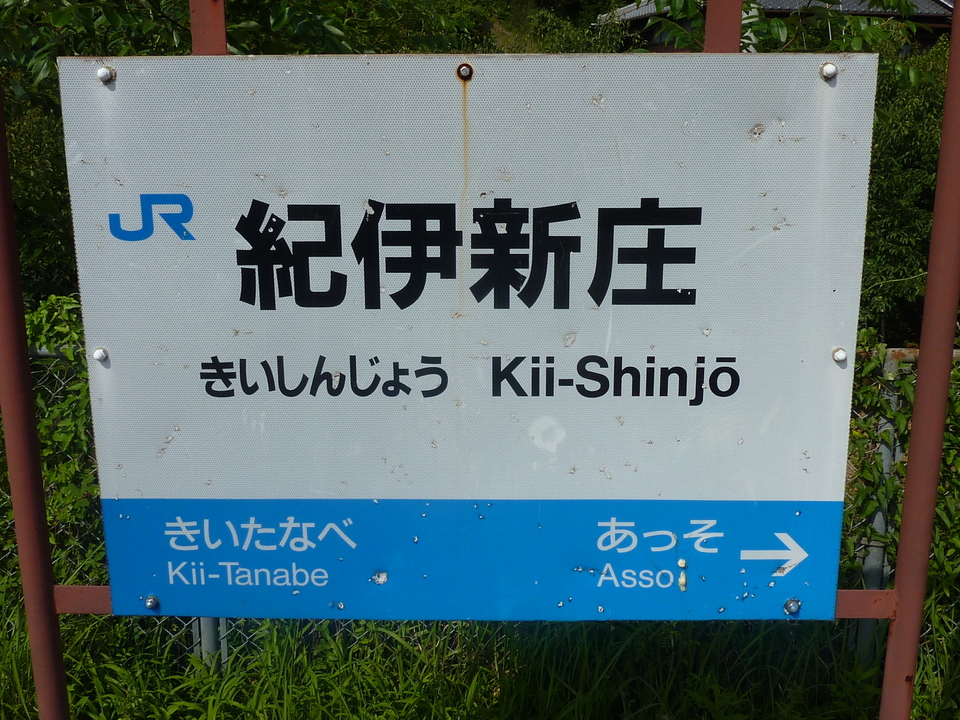 JR 紀伊新庄
きいしんじょう Kii-Shinjō
きいたなべ あっそ →
Kii-Tanabe Asso